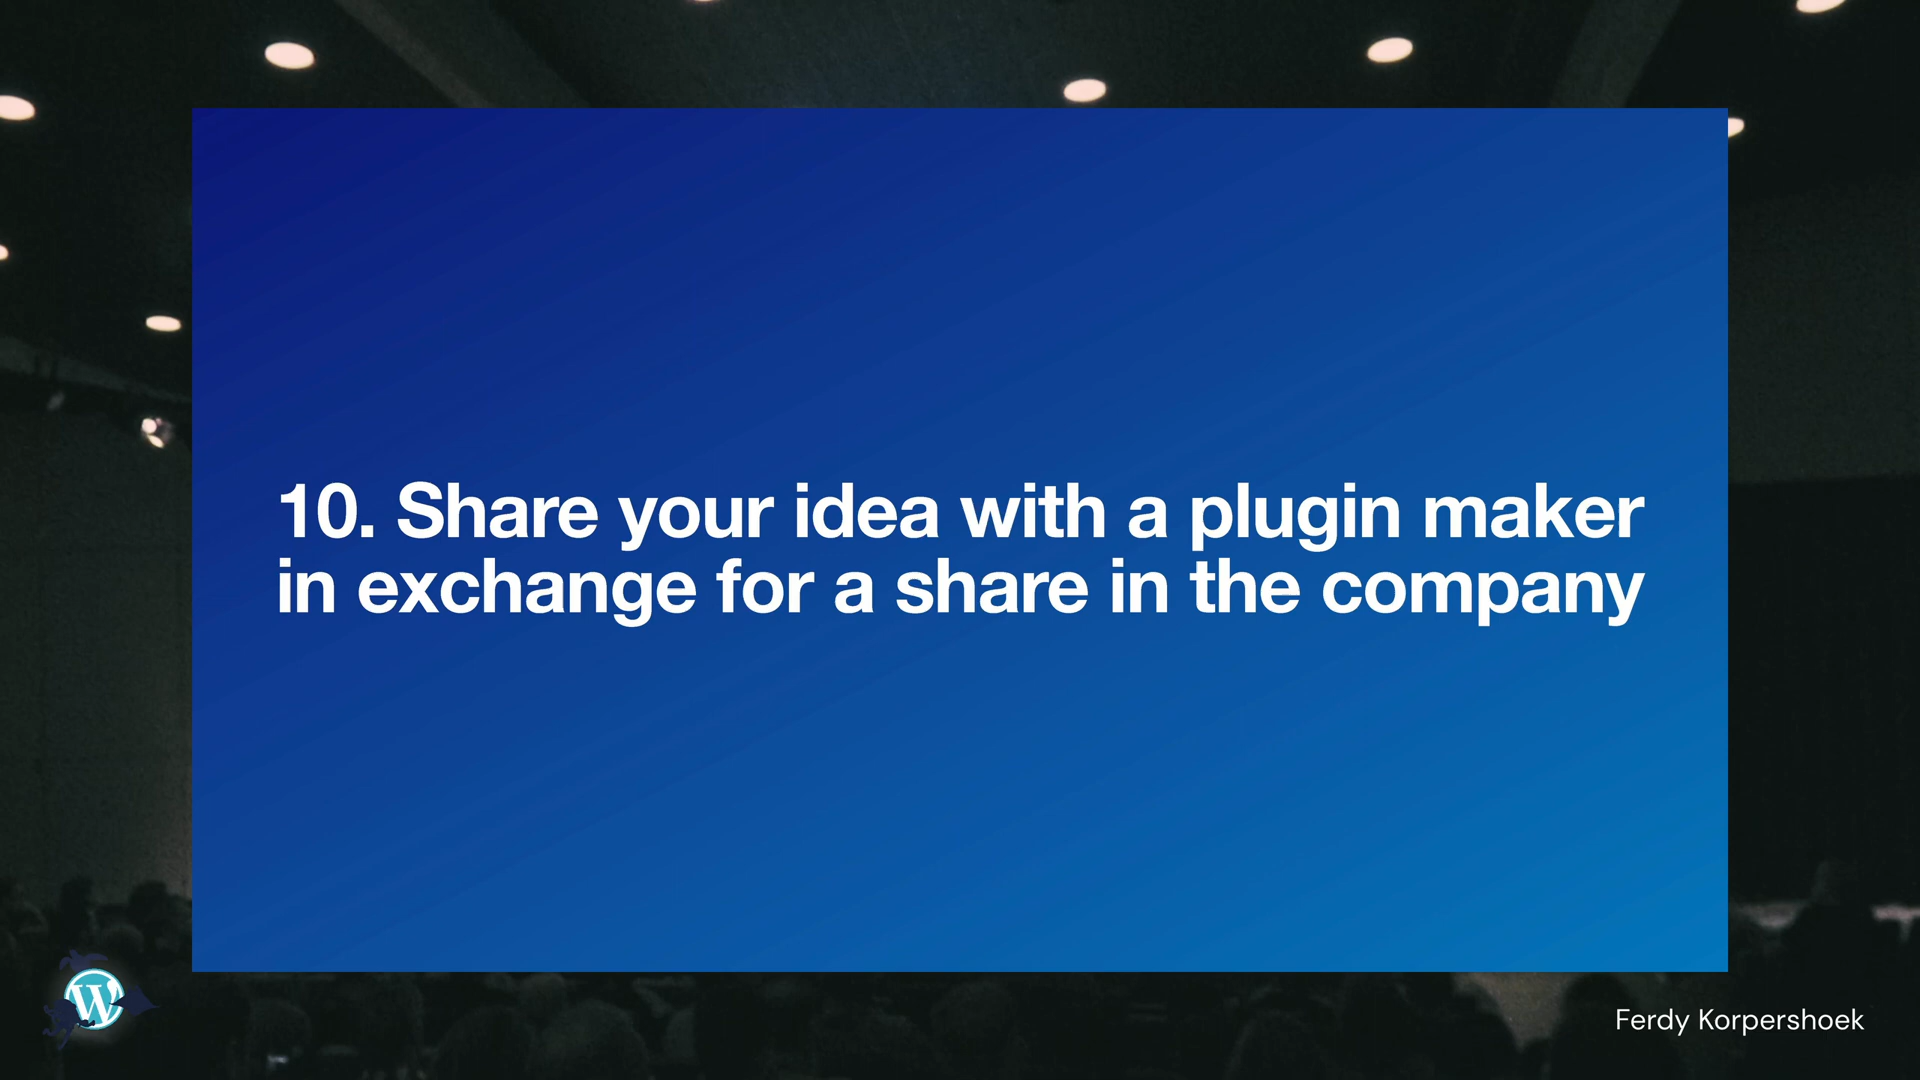 10. Share your idea with a plugin maker
in exchange for a share in the company
W
Ferdy Korpershoek